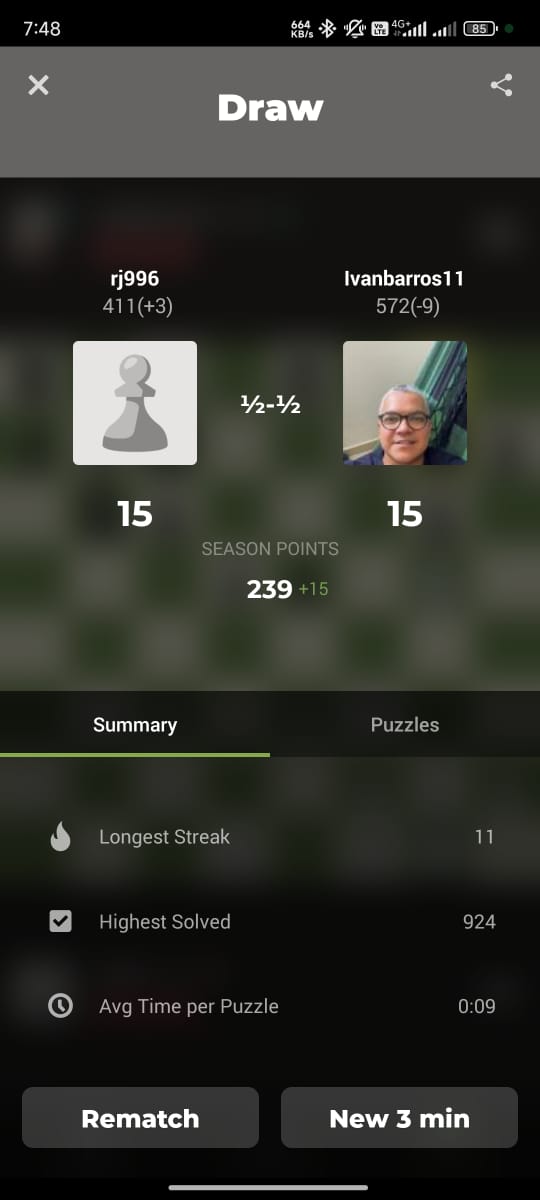 7:48
664
KB/s
Vo
LTE
4G+
85
Draw
rj996
Ivanbarros11
411(+3)
572(-9)
½-½
15
15
SEASON POINTS
239 +15
Summary
Puzzles
Longest Streak
11
Highest Solved
924
Avg Time per Puzzle
0:09
Rematch
New 3 min